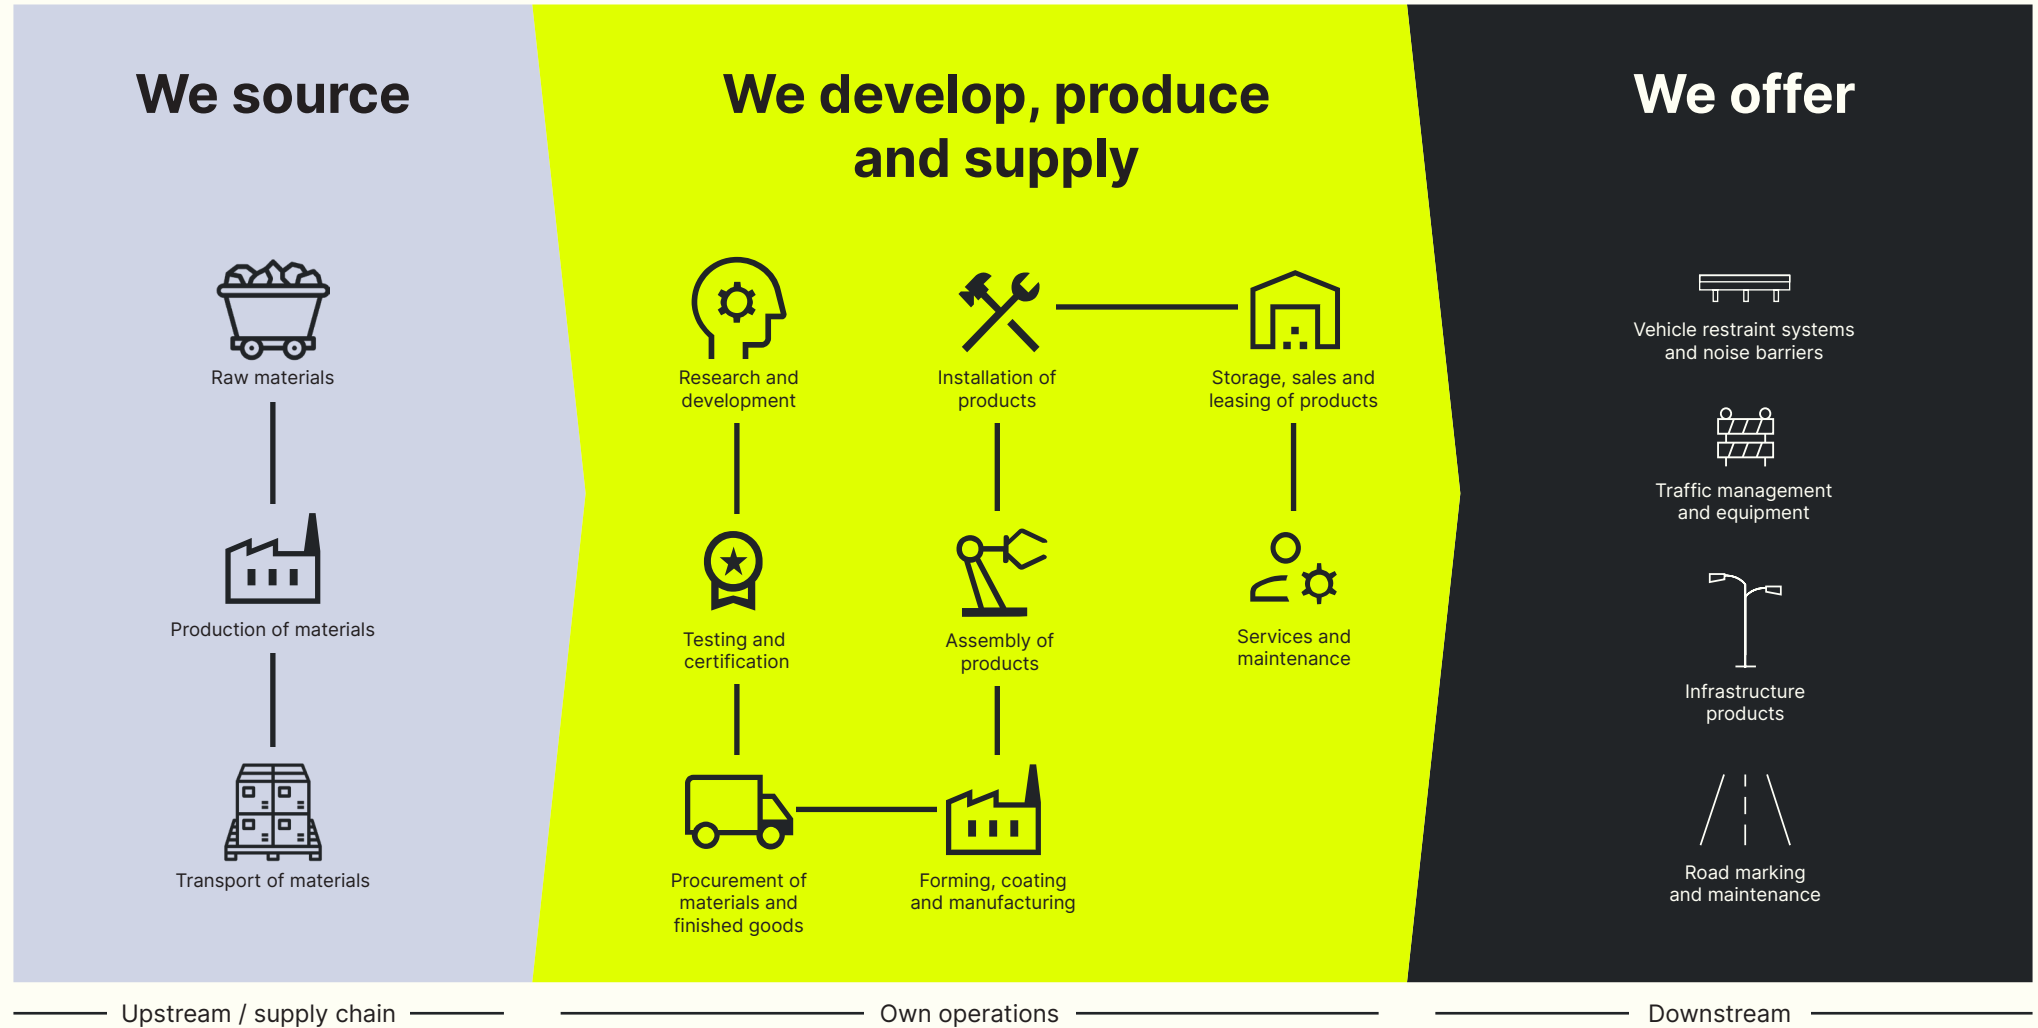 We source
Raw materials
Production of materials
Transport of materials
We develop, produce
and supply
Research and
development
Testing and
certification
Procurement of
materials and
finished goods
Forming, coating
and manufacturing
Assembly of
products
Installation of
products
Storage, sales and
leasing of products
Services and
maintenance
We offer
Vehicle restraint systems
and noise barriers
Traffic management
and equipment
Infrastructure
products
Road marking
and maintenance
Upstream / supply chain
Own operations
Downstream